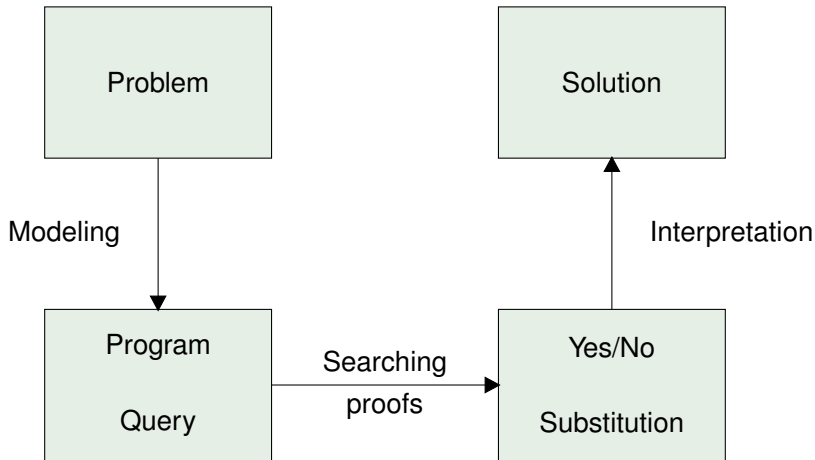 Problem
Solution
Modeling
Interpretation
Program
Query
Searching
proofs
Yes/No
Substitution